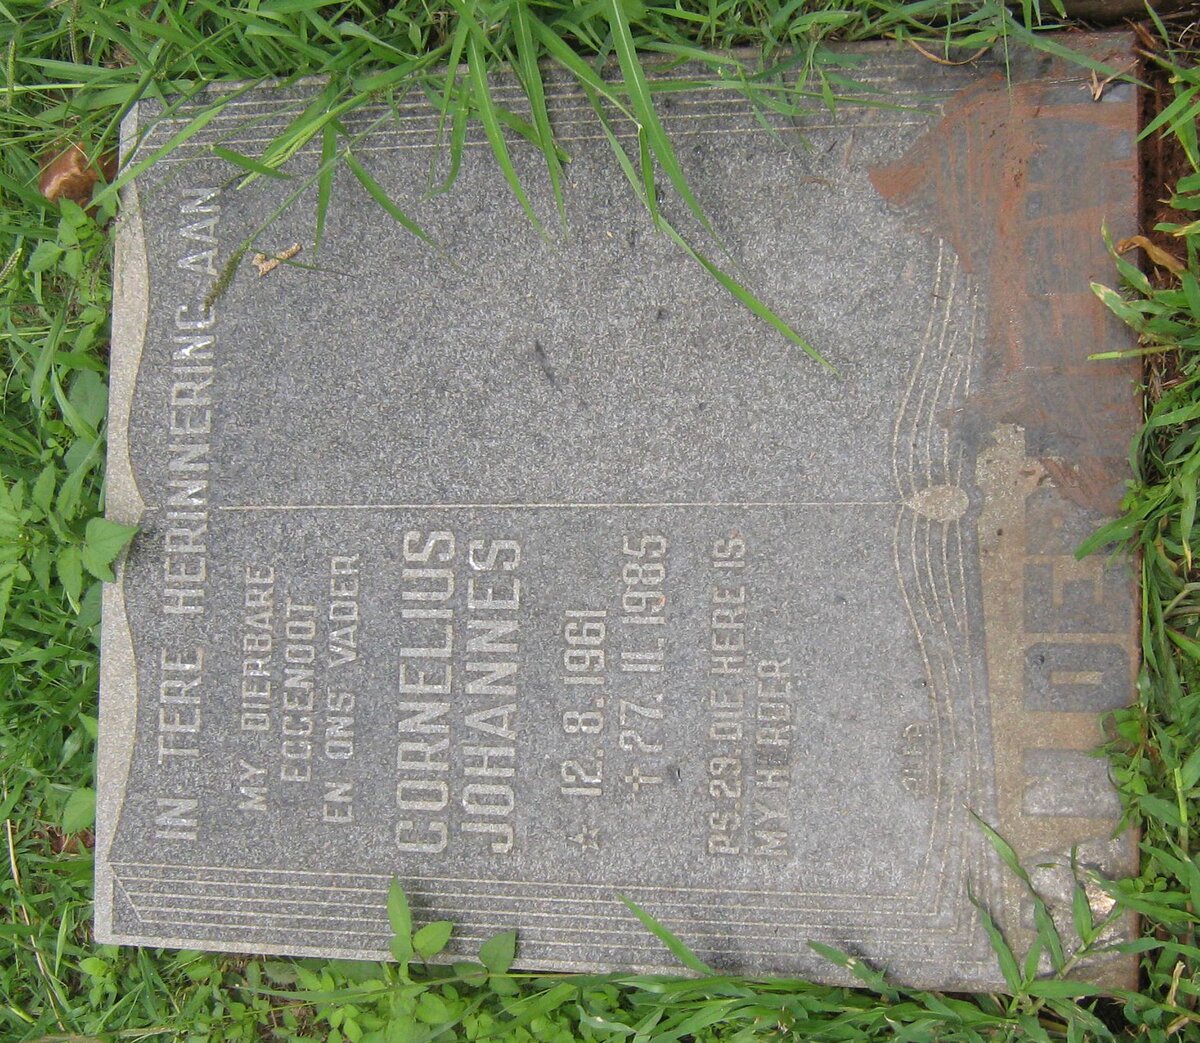 IN TERE HERINNERING AAN
MY DIERBARE
EGGENOOT
EN ONS VADER
CORNELIUS
JOHANNES
☆ 12.8.1961
✝ 27.11.1985
PS.23.DIE HERE IS
MY HERDER